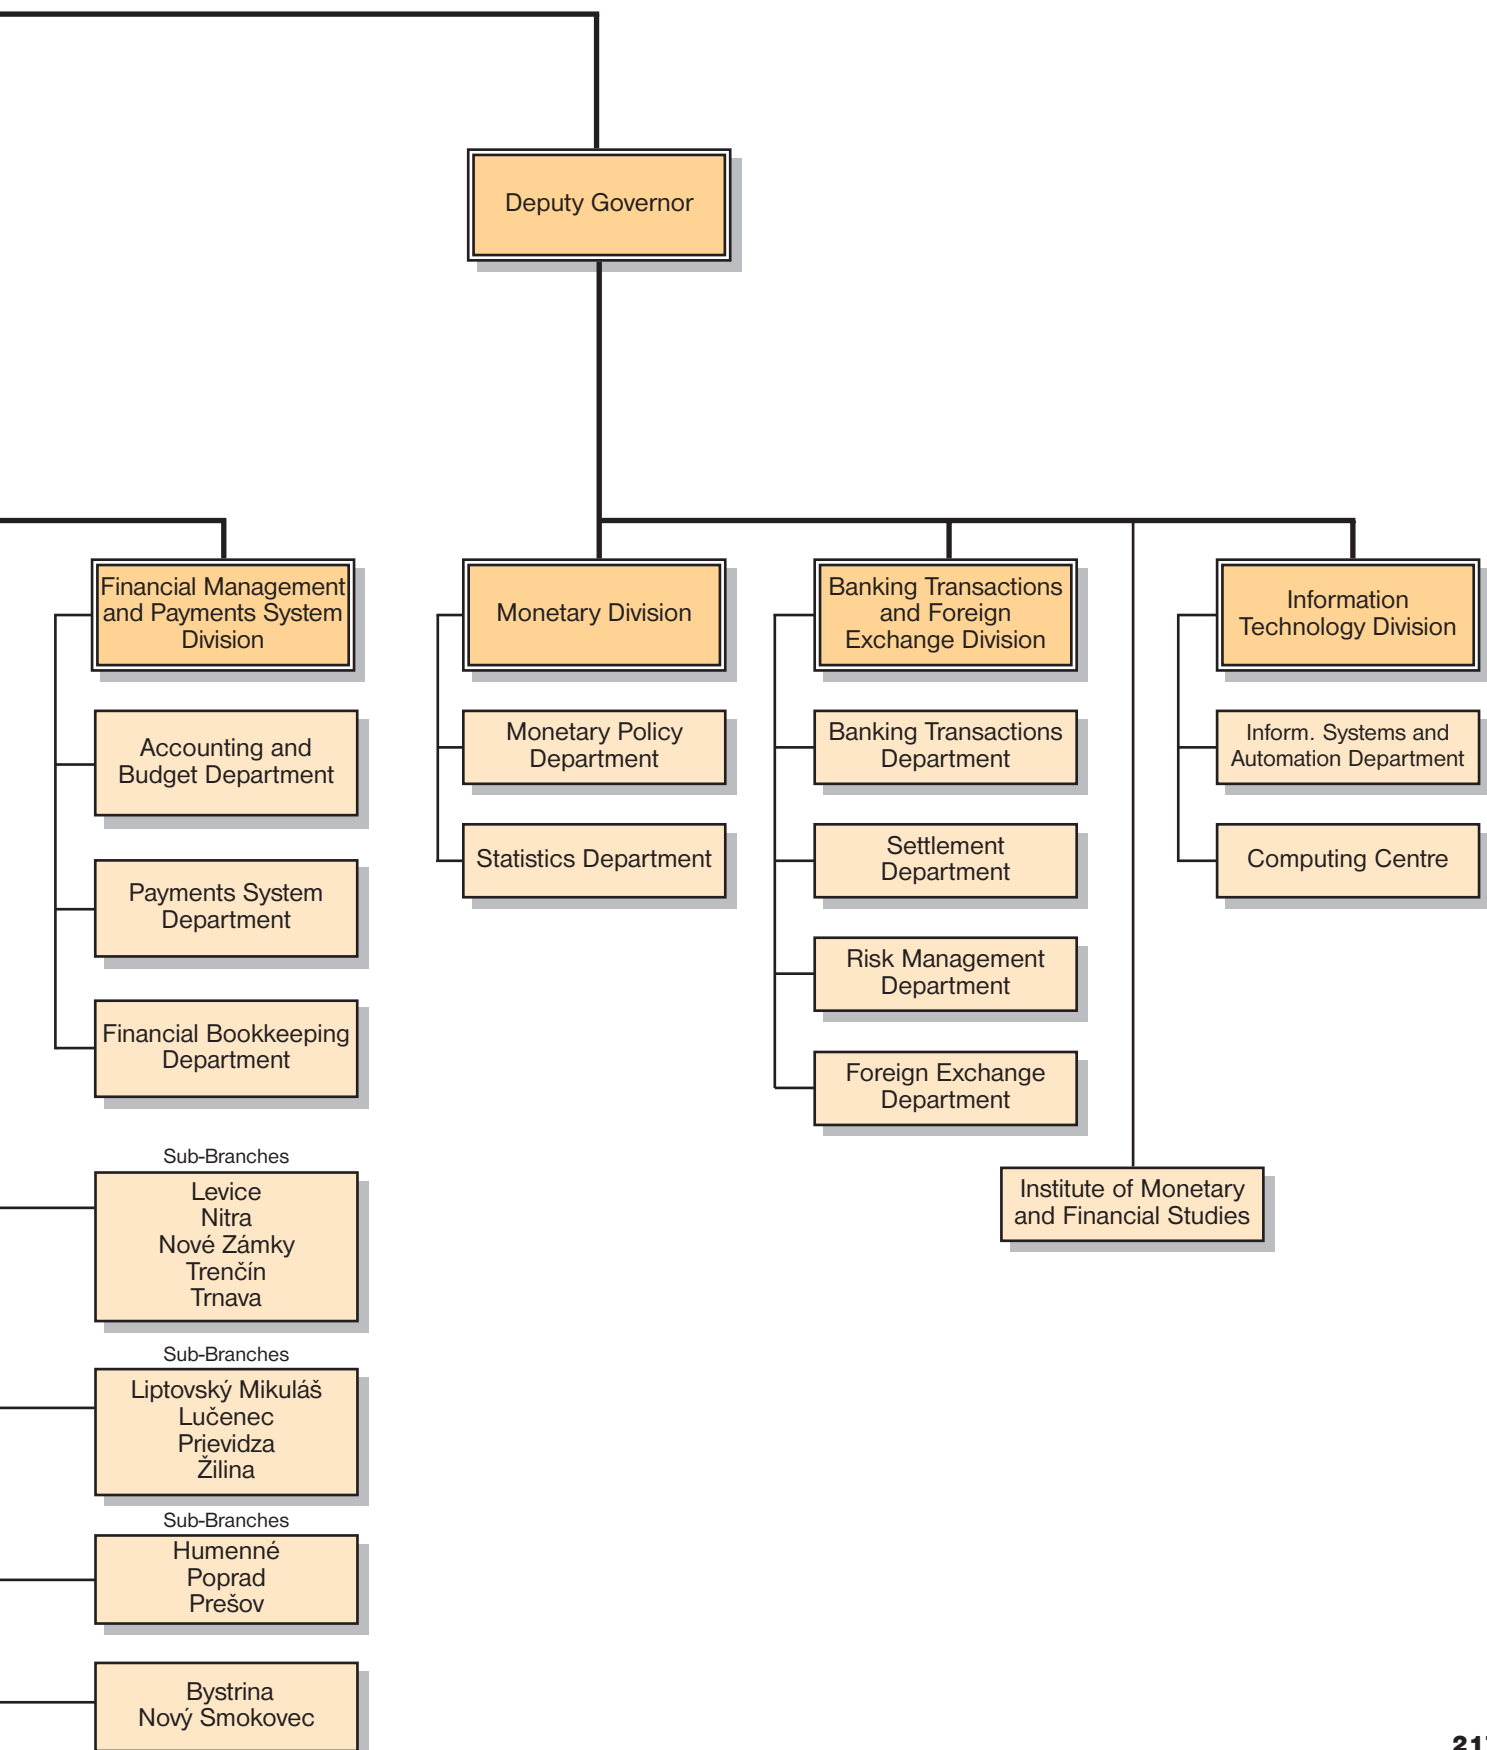 Deputy Governor
Financial Management
and Payments System
Division
Accounting and
Budget Department
Payments System
Department
Financial Bookkeeping
Department
Monetary Division
Monetary Policy
Department
Statistics Department
Banking Transactions
and Foreign
Exchange Division
Banking Transactions
Department
Settlement
Department
Risk Management
Department
Foreign Exchange
Department
Information
Technology Division
Inform. Systems and
Automation Department
Computing Centre
Institute of Monetary
and Financial Studies
Sub-Branches
Levice
Nitra
Nové Zámky
Trenčín
Trnava
Sub-Branches
Liptovský Mikuláš
Lučenec
Prievidza
Žilina
Sub-Branches
Humenné
Poprad
Prešov
Bystrina
Nový Smokovec